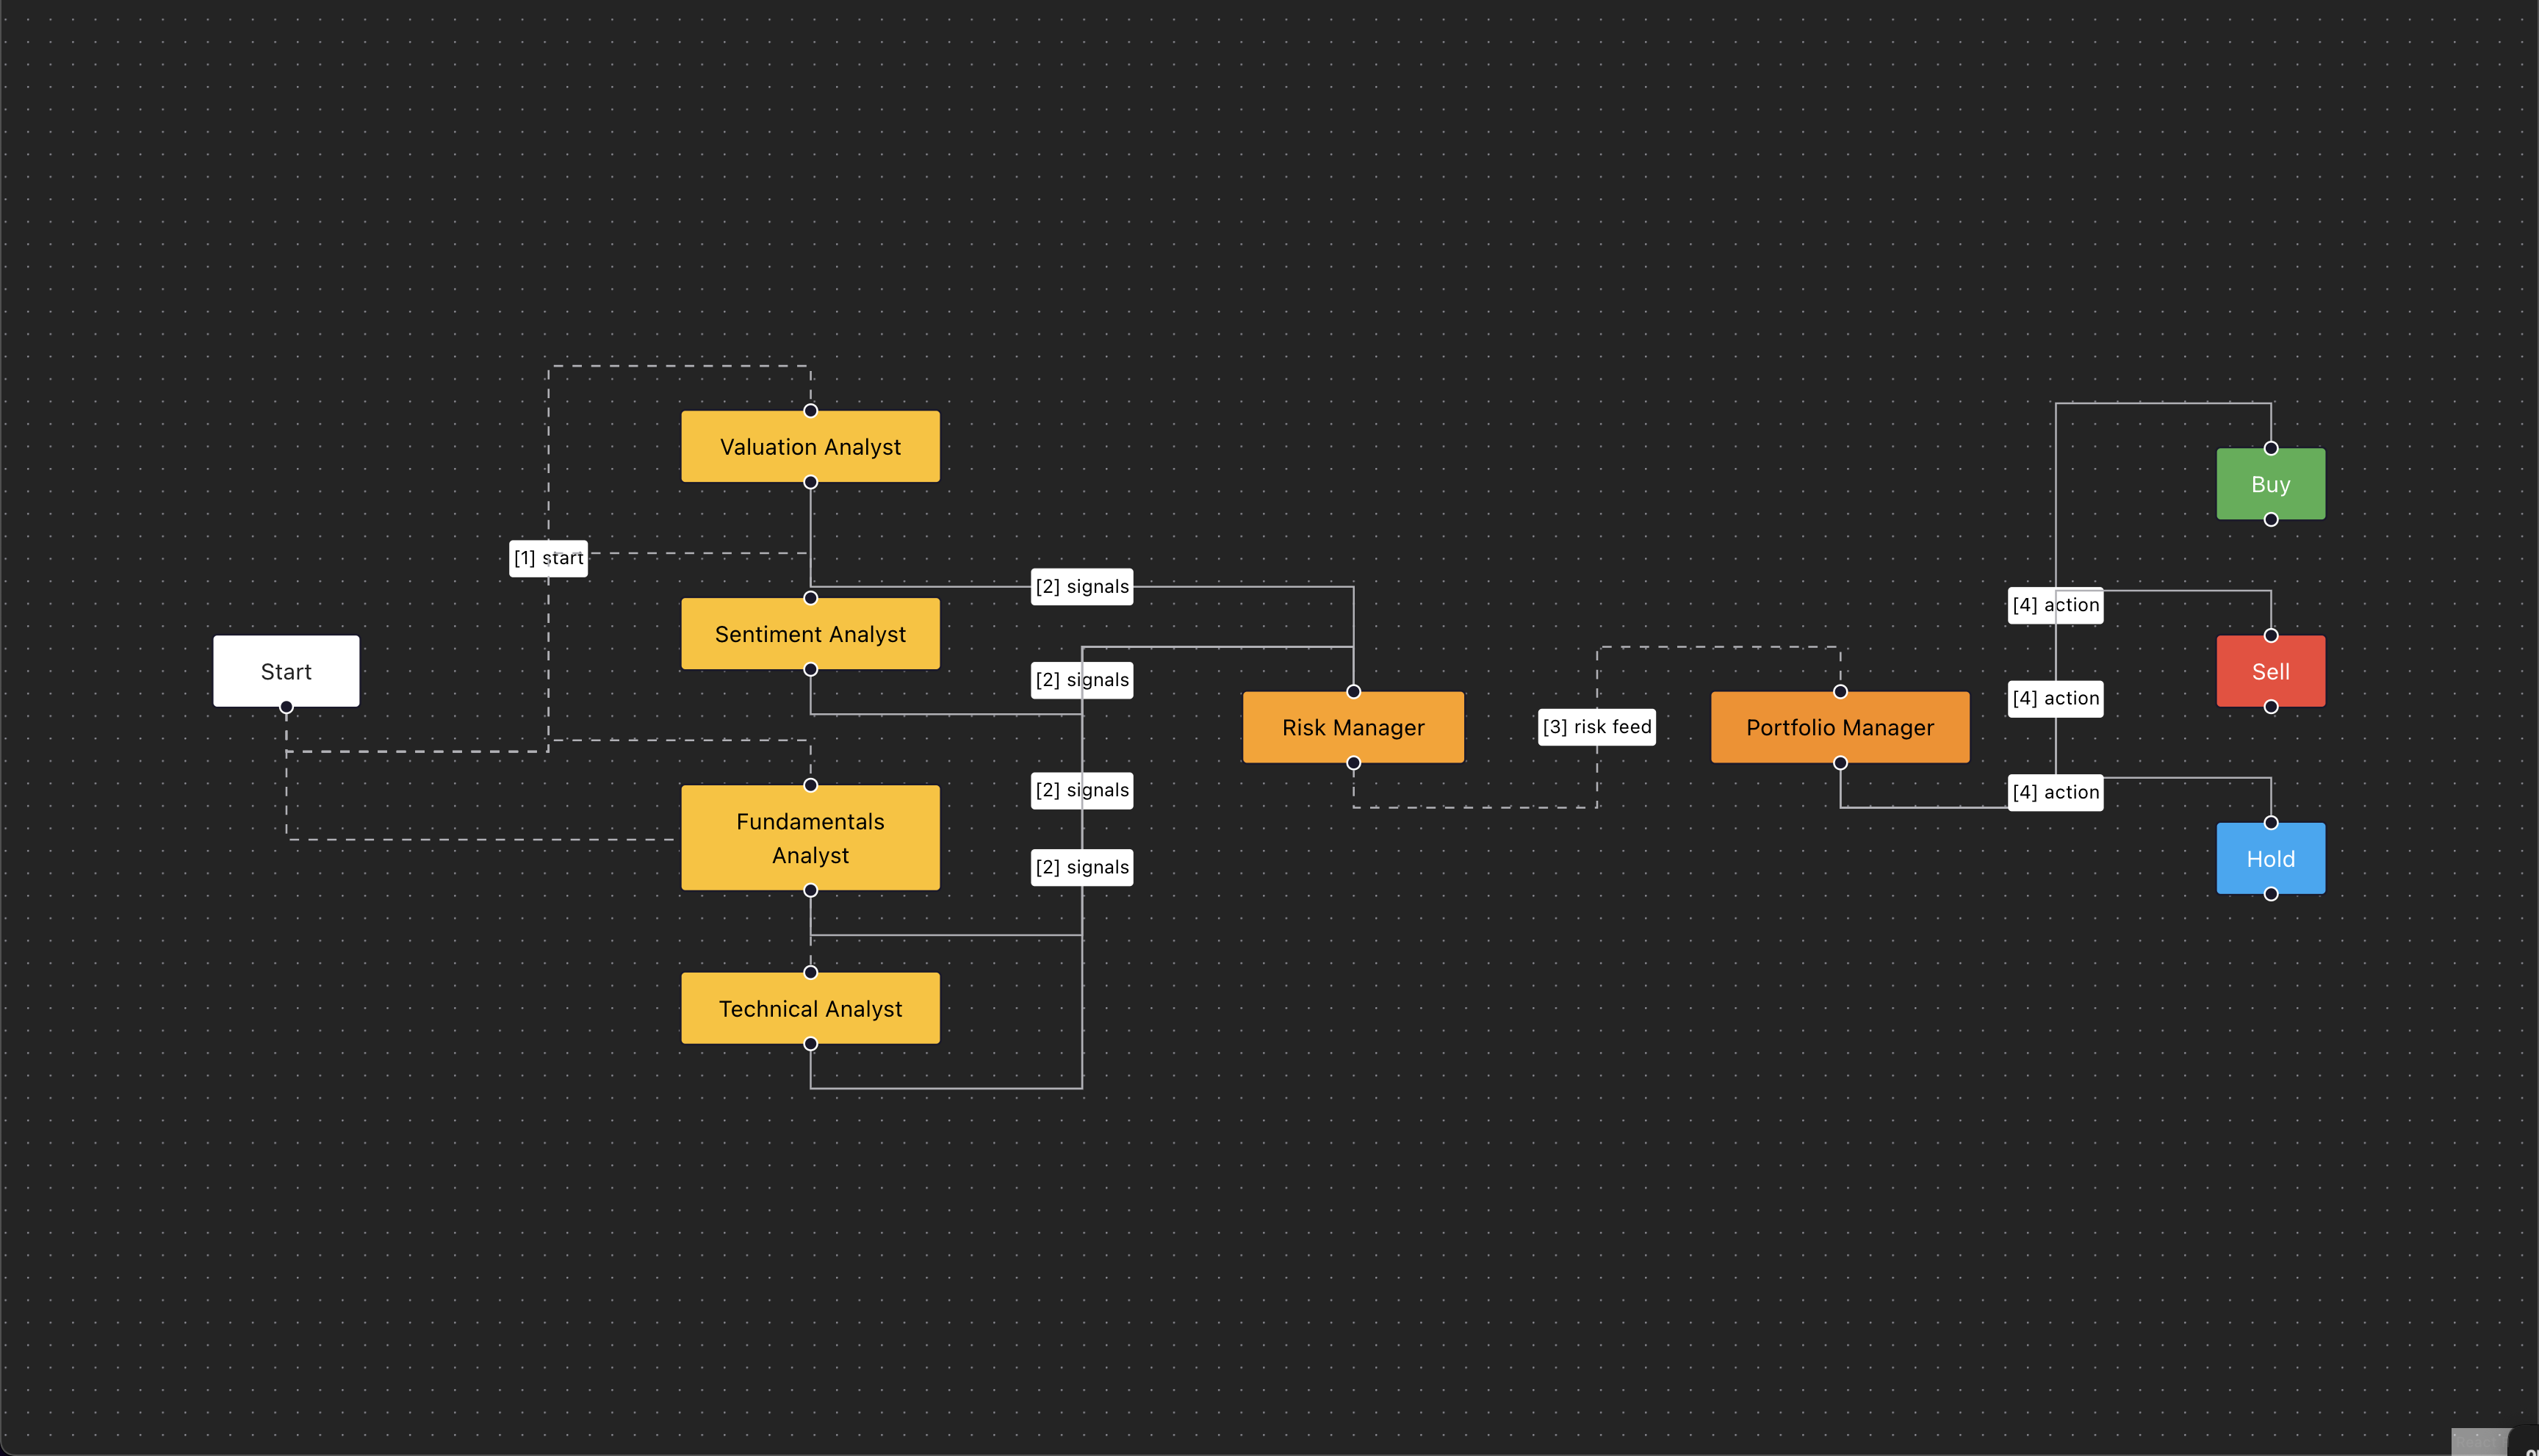 Start
[1] start
Valuation Analyst
Sentiment Analyst
Fundamentals
Analyst
Technical Analyst
[2] signals
[2] signals
[2] signals
[2] signals
Risk Manager
[3] risk feed
Portfolio Manager
[4] action
[4] action
[4] action
Buy
Sell
Hold